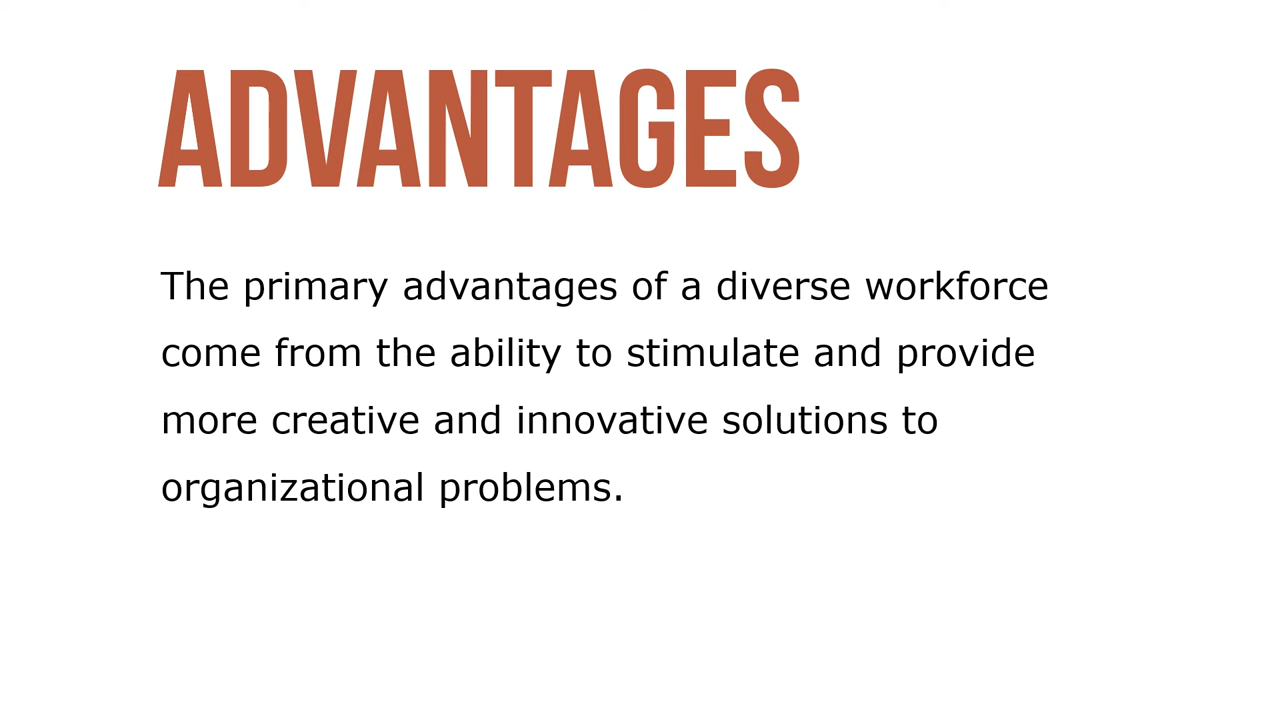 ADVANTAGES
The primary advantages of a diverse workforce
come from the ability to stimulate and provide
more creative and innovative solutions to
organizational problems.